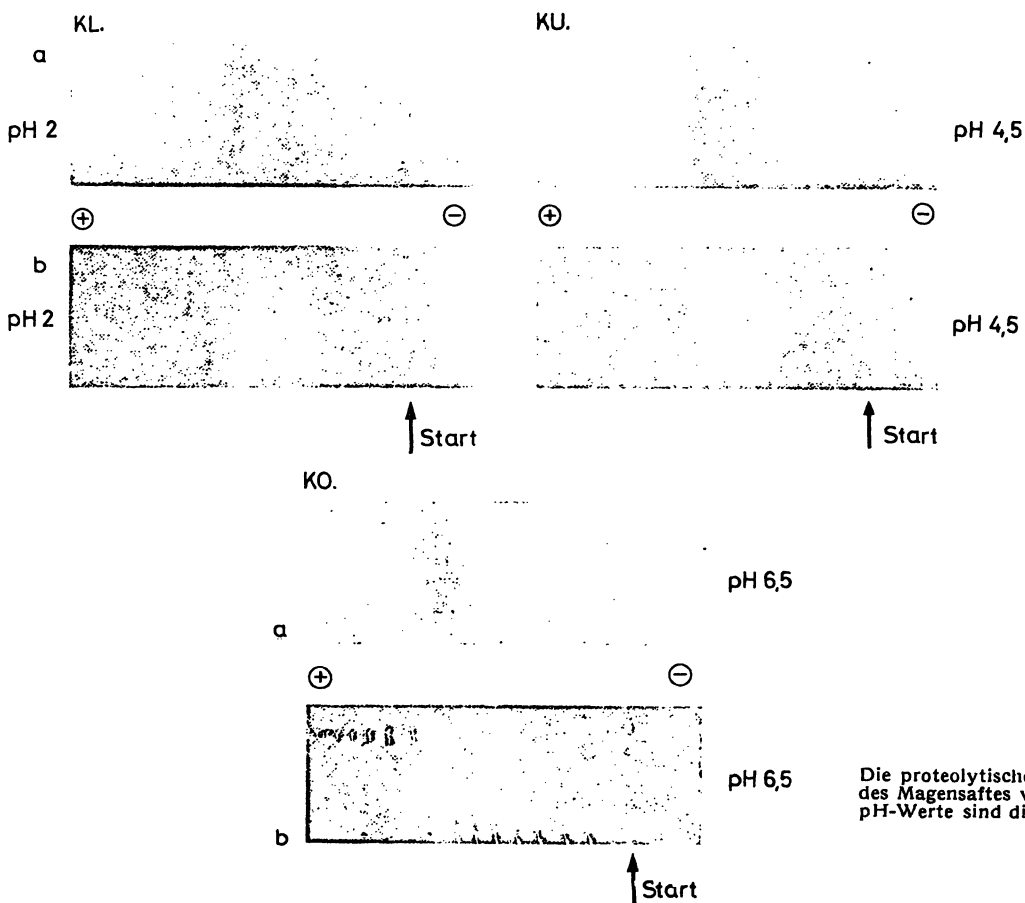 KL.
KU.
a
pH 2
pH 4,5
⊕ ⊖
⊕ ⊖
b
pH 2
pH 4,5
Start
Start
KO.
pH 6,5
a
⊕ ⊖
pH 6,5
b
Start
Die proteolytische
des Magensaftes
pH-Werte sind